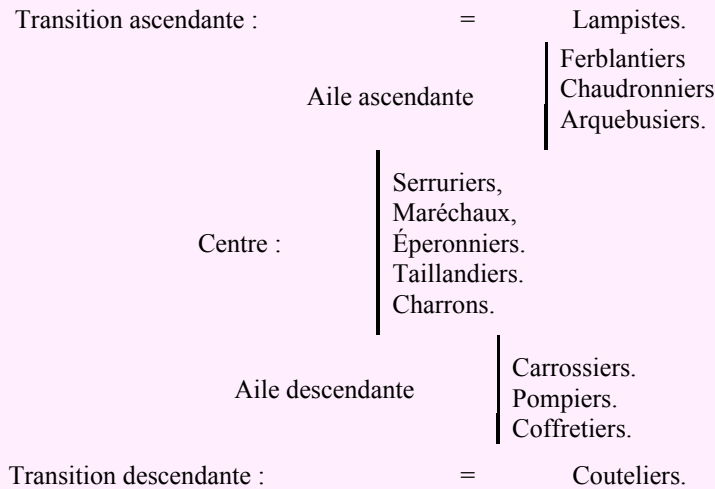 Transition ascendante : = Lampistes.
Aile ascendante
Ferblantiers
Chaudronniers
Arquebusiers.
Centre :
Serruriers,
Maréchaux,
Éperonniers.
Taillandiers.
Charrons.
Aile descendante
Carrossiers.
Pompiers.
Coffretiers.
Transition descendante : = Couteliers.